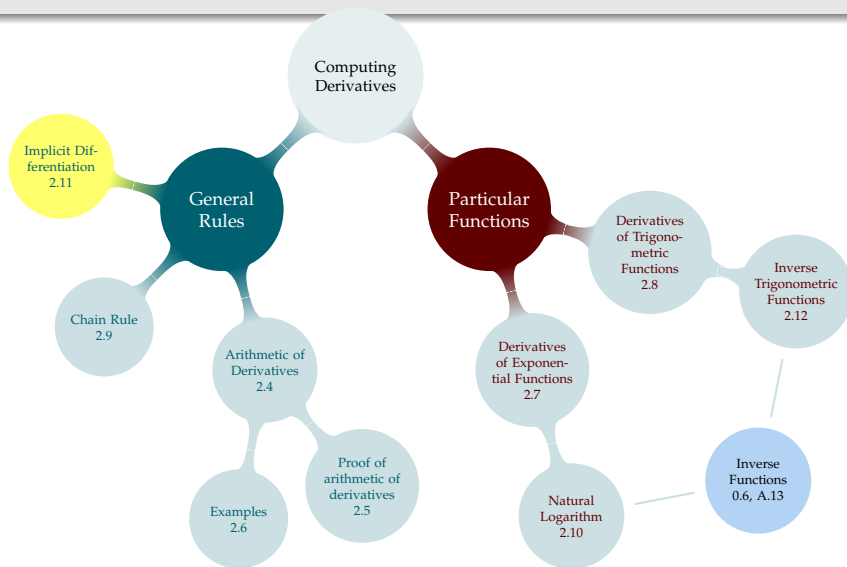 Computing
Derivatives
Implicit Dif-
ferentiation
2.11
General
Rules
Particular
Functions
Derivatives
of Trigono-
metric
Functions
2.8
Inverse
Trigonometric
Functions
2.12
Chain Rule
2.9
Arithmetic of
Derivatives
2.4
Derivatives
of Exponen-
tial Functions
2.7
Examples
2.6
Proof of
arithmetic of
derivatives
2.5
Natural
Logarithm
2.10
Inverse
Functions
0.6, A.13